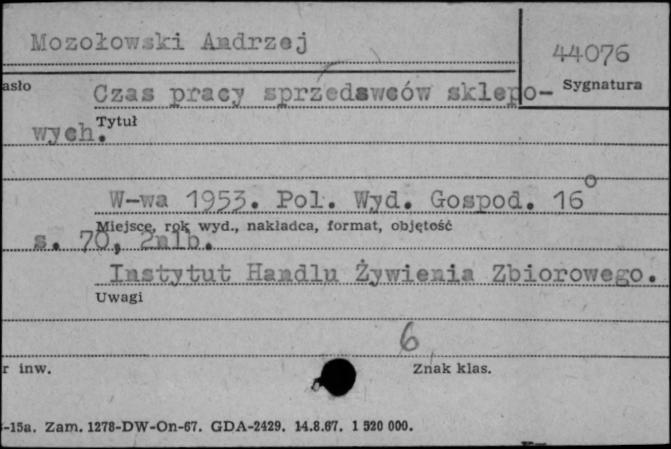 Mozołowski Andrzej
44076
asło
Sygnatura
Czas pracy sprzedawców sklepo-
Tytuł
wych.
W-wa 1953. Pol. Wyd. Gospod. 16°
Miejsce, rok wyd., nakładca, format, objętość
s. 70, 2nlb.
Instytut Handlu Żywienia Zbiorowego.
Uwagi
6
r inw.
Znak klas.
-15a. Zam. 1278-DW-On-67. GDA-2429. 14.8.67. 1 520 000.